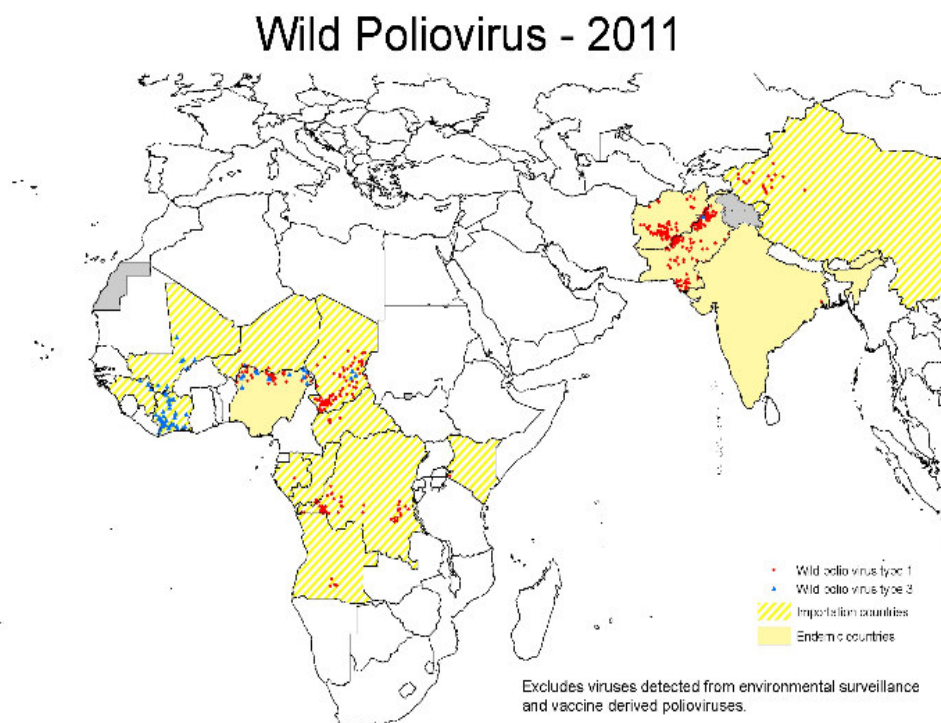 Wild Poliovirus - 2011
Wild polio virus type 1
Wild polio virus type 3
Importation countries
Endemic countries
Excludes viruses detected from environmental surveillance
and vaccine derived polioviruses.